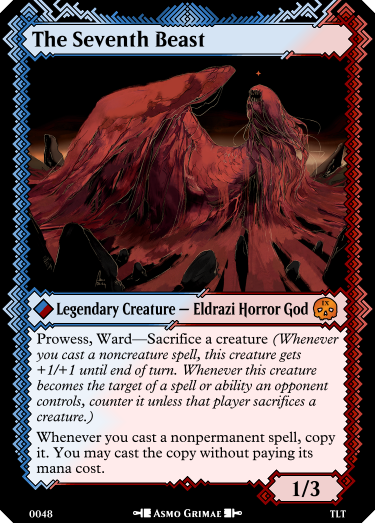 The Seventh Beast
Legendary Creature — Eldrazi Horror God
Prowess, Ward—Sacrifice a creature (Whenever
you cast a noncreature spell, this creature gets
+1/+1 until end of turn. Whenever this creature
becomes the target of a spell or ability an opponent
controls, counter it unless that player sacrifices a
creature.)
Whenever you cast a nonpermanent spell, copy
it. You may cast the copy without paying its
mana cost.
1/3
0048
Asmo Grimae
TLT